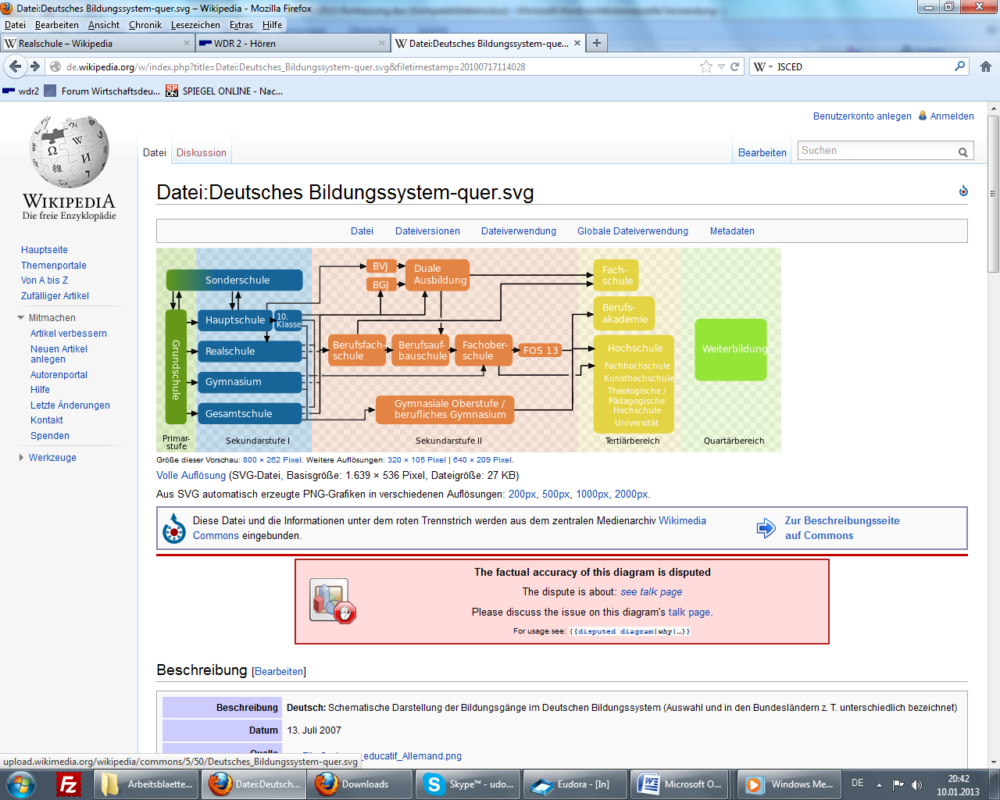 Datei:Deutsches Bildungssystem-quer.svg – Wikipedia - Mozilla Firefox
Datei Bearbeiten Ansicht Chronik Lesezeichen Extras Hilfe
Realschule – Wikipedia
WDR 2 - Hören
Datei:Deutsches Bildungssystem-que...
de.wikipedia.org/w/index.php?title=Datei:Deutsches_Bildungssystem-quer.svg&filetimestamp=20100717114028
ISCED
wdr2 Forum Wirtschaftsdeu... SPIEGEL ONLINE - Nac...
Benutzerkonto anlegen Anmelden
Datei Diskussion Bearbeiten Suchen
WIKIPEDIA
Die freie Enzyklopädie
Hauptseite
Themenportale
Von A bis Z
Zufälliger Artikel
Mitmachen
Artikel verbessern
Neuen Artikel
anlegen
Autorenportal
Hilfe
Letzte Änderungen
Kontakt
Spenden
Werkzeuge
Datei:Deutsches Bildungssystem-quer.svg
Datei Dateiversionen Dateiverwendung Globale Dateiverwendung Metadaten
Grundschule
Primar-
stufe
Sonderschule
Hauptschule
10.
Klasse
Realschule
Gymnasium
Gesamtschule
Sekundarstufe I
BVJ
BGJ
Duale
Ausbildung
Berufsfach-
schule
Berufsauf-
bauschule
Fachober-
schule
FOS 13
Gymnasiale Oberstufe /
berufliches Gymnasium
Sekundarstufe II
Fach-
schule
Berufs-
akademie
Hochschule
Fachhochschule
Kunsthochschule
Theologische /
Pädagogische
Hochschule
Universität
Tertiärbereich
Weiterbildung
Quartärbereich
Größe dieser Vorschau: 800 × 262 Pixel. Weitere Auflösungen: 320 × 105 Pixel | 640 × 209 Pixel.
Volle Auflösung (SVG-Datei, Basisgröße: 1.639 × 536 Pixel, Dateigröße: 27 KB)
Aus SVG automatisch erzeugte PNG-Grafiken in verschiedenen Auflösungen: 200px, 500px, 1000px, 2000px.
Diese Datei und die Informationen unter dem roten Trennstrich werden aus dem zentralen Medienarchiv Wikimedia
Commons eingebunden.
Zur Beschreibungsseite
auf Commons
The factual accuracy of this diagram is disputed
The dispute is about: see talk page
Please discuss the issue on this diagram's talk page.
For usage see: {{disputed diagram|why|…}}
Beschreibung [Bearbeiten]
Beschreibung Deutsch: Schematische Darstellung der Bildungsgänge im Deutschen Bildungssystem (Auswahl und in den Bundesländern z. T. unterschiedlich bezeichnet)
Datum 13. Juli 2007
_educatif_Allemand.png
upload.wikimedia.org/wikipedia/commons/5/50/Deutsches_Bildungssystem-quer.svg
Arbeitsblaette... Datei:Deutsch... Downloads Skype™ - udo... Eudora - [In] Microsoft O... Windows Me... DE
20:42
10.01.2013